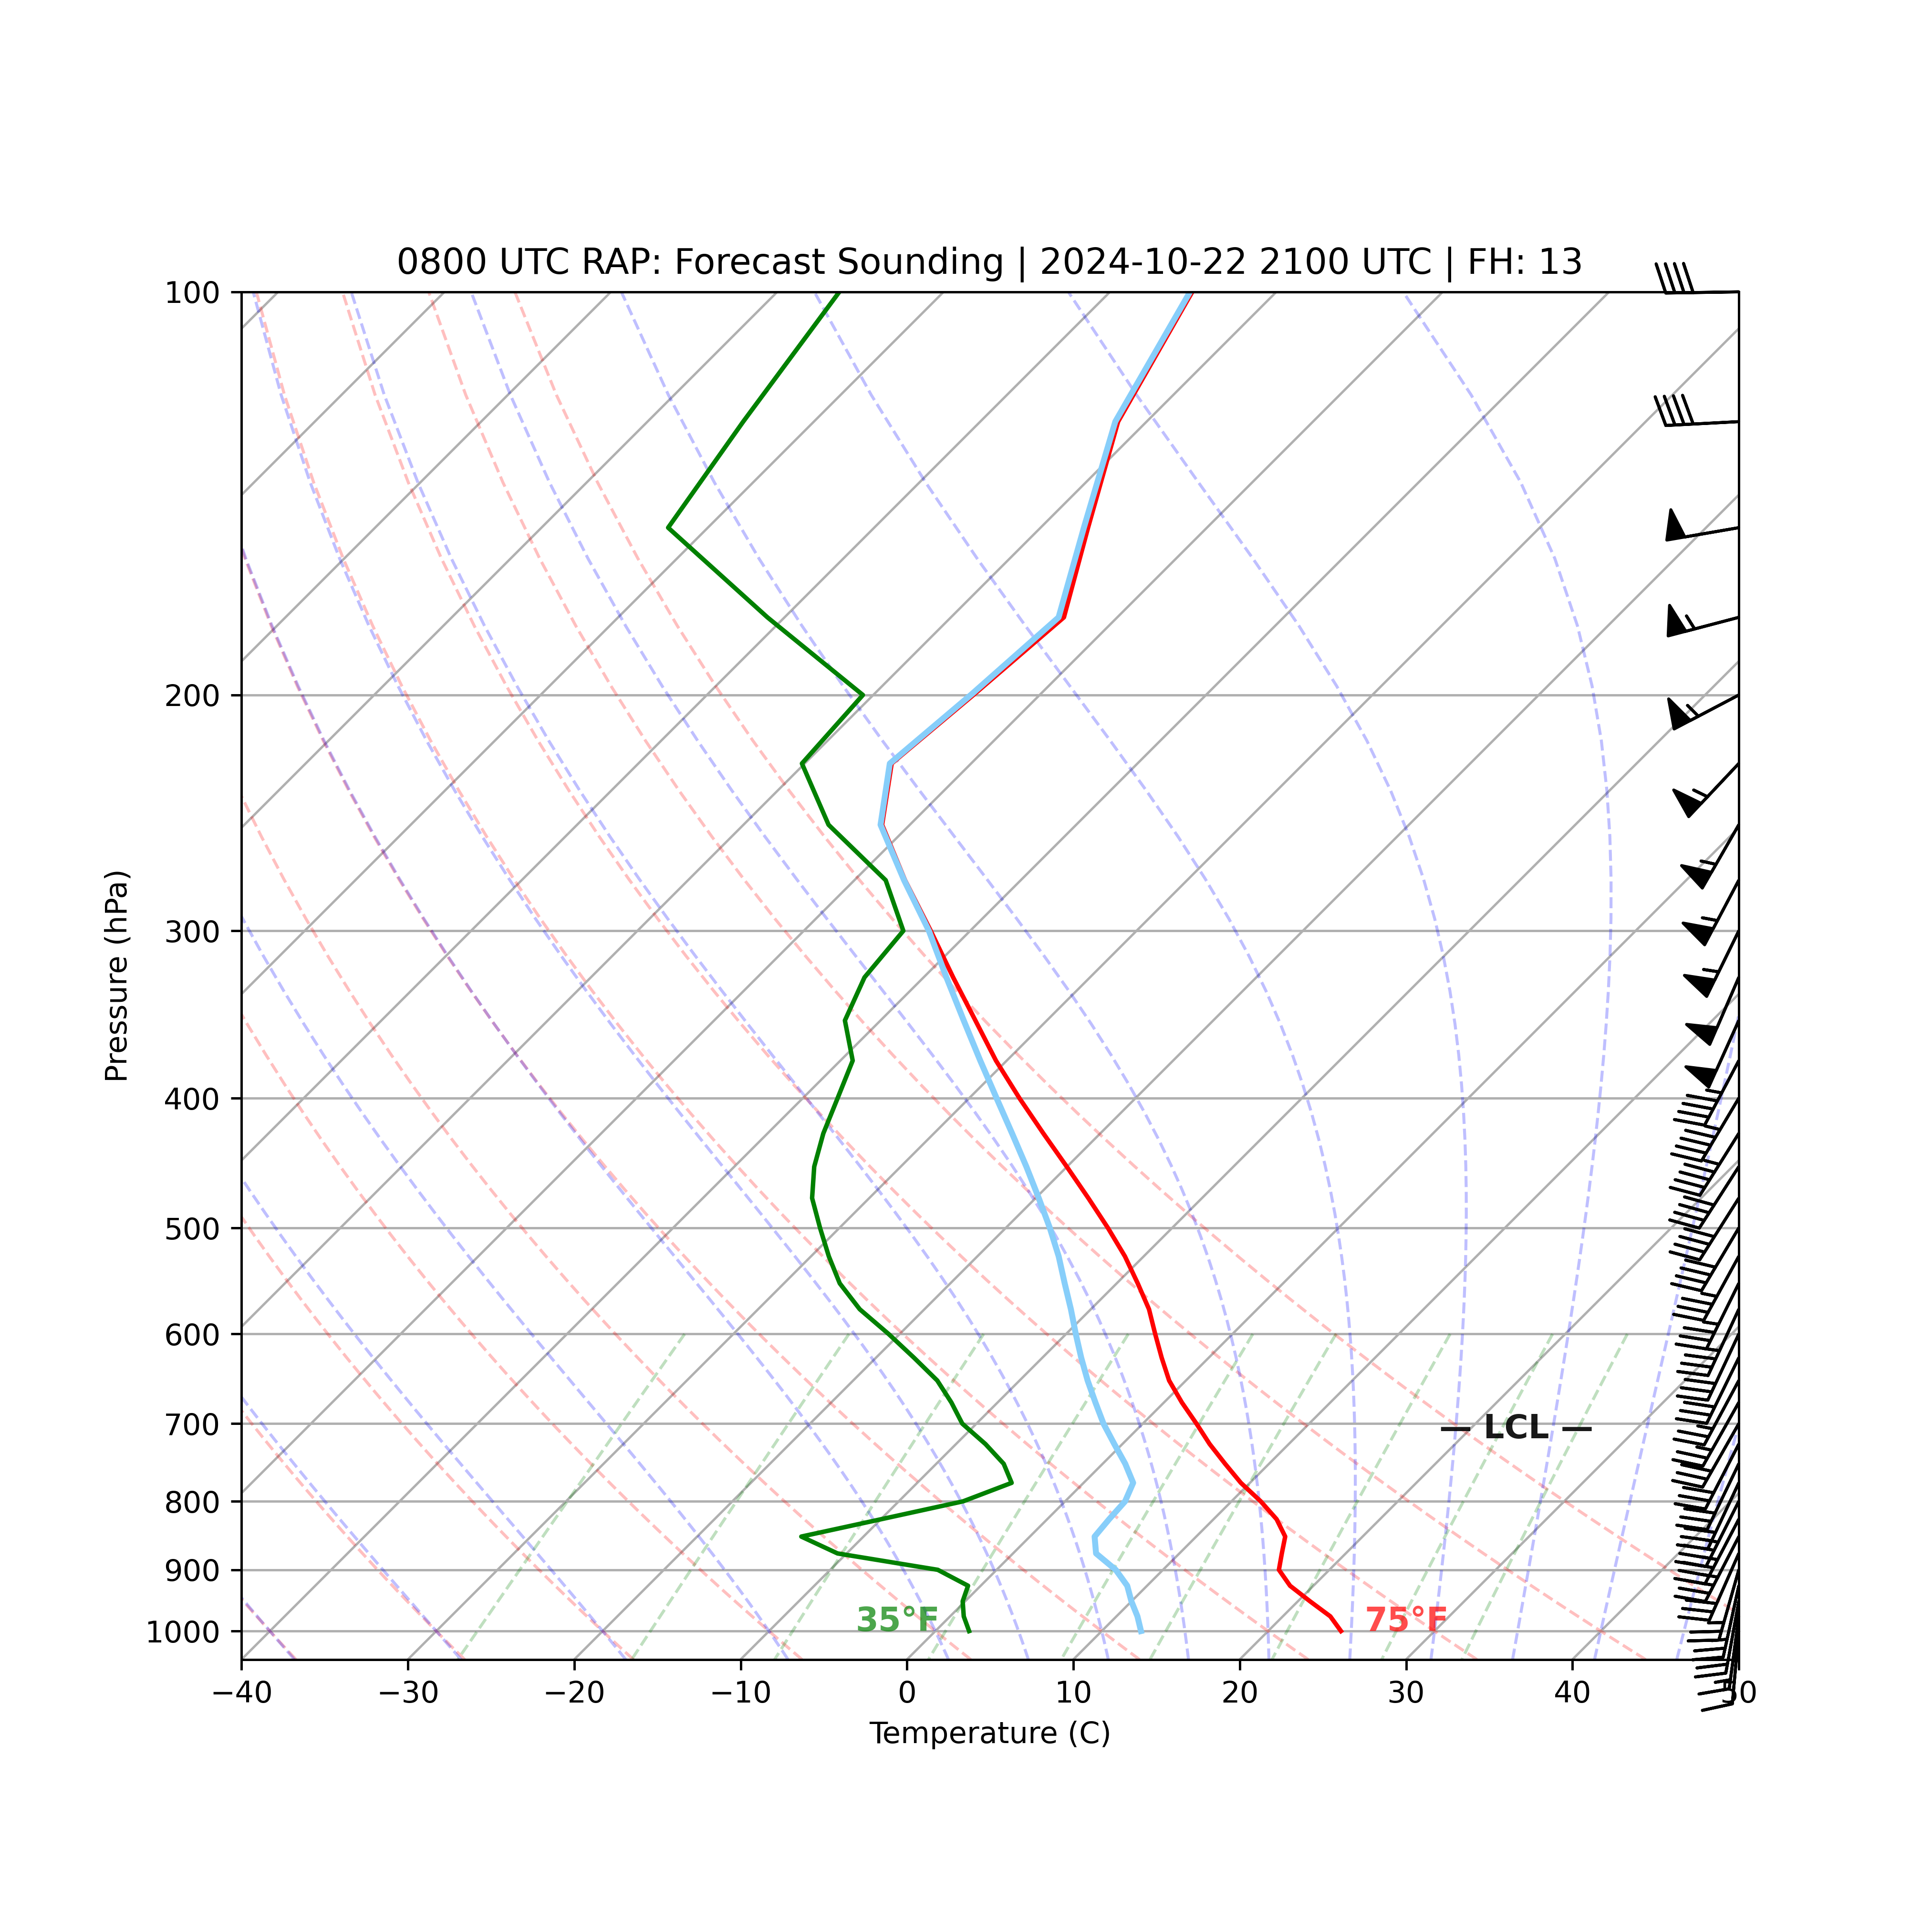 0800 UTC RAP: Forecast Sounding | 2024-10-22 2100 UTC | FH: 13
100
200
300
400
500
600
700
800
900
1000
Pressure (hPa)
— LCL —
35°F
75°F
−40 −30 −20 −10 0 10 20 30 40 50
Temperature (C)